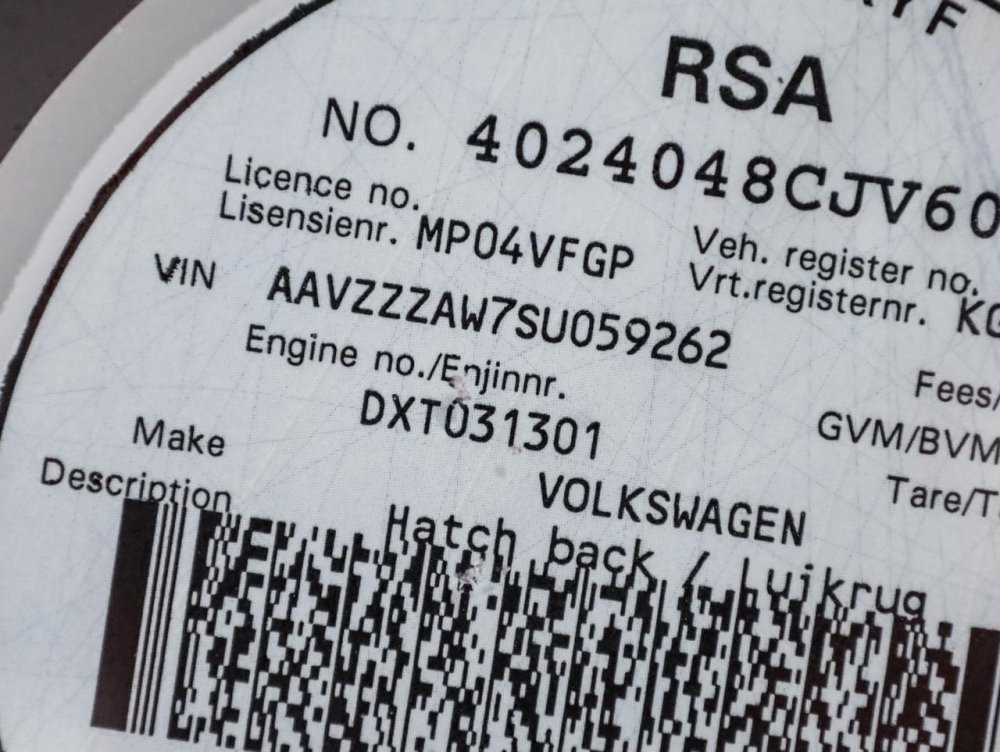 RSA
NO. 4024048CJV60
Licence no.
Lisensienr. MP04VFGP
Veh. register no.
Vrt.registernr.
VIN AAVZZZAW7SU059262
Engine no./Enjinnr.
DXT031301
Fees/
GVM/BVM
Make VOLKSWAGEN
Tare/T
Description Hatch back / Luikrug